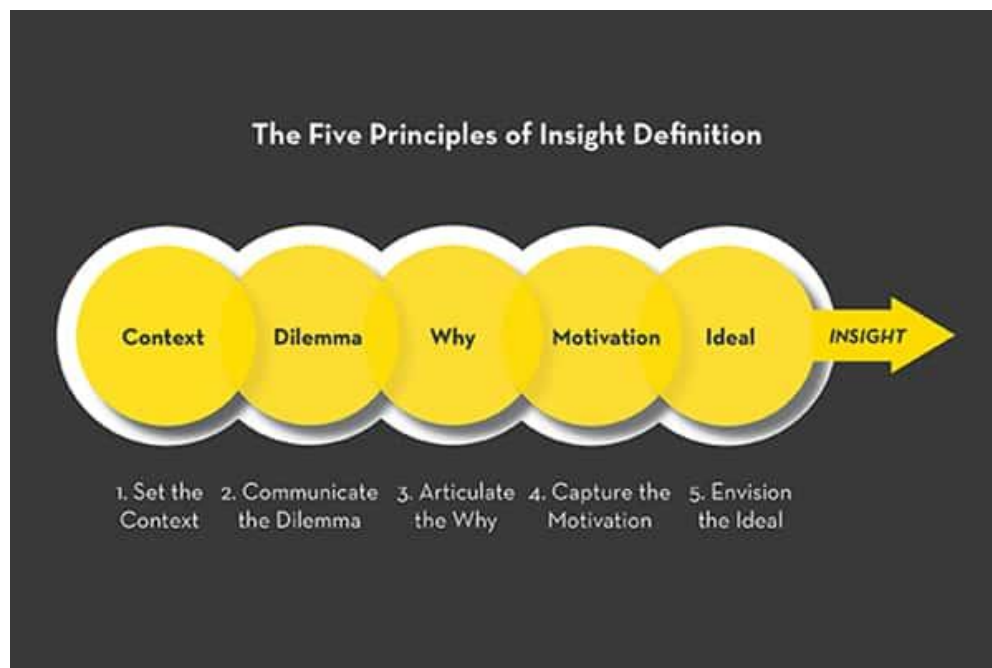 The Five Principles of Insight Definition
Context
Dilemma
Why
Motivation
Ideal
INSIGHT
1. Set the
Context
2. Communicate
the Dilemma
3. Articulate
the Why
4. Capture the
Motivation
5. Envision
the Ideal